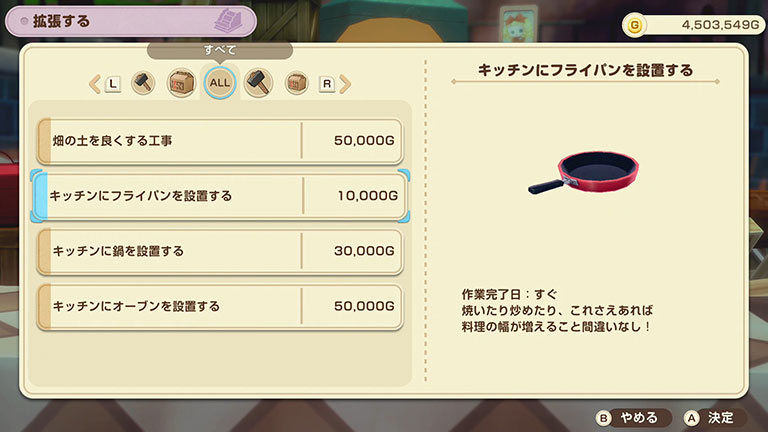 拡張する
G 4,503,549G
すべて
L ALL R
畑の土を良くする工事 50,000G
キッチンにフライパンを設置する 10,000G
キッチンに鍋を設置する 30,000G
キッチンにオーブンを設置する 50,000G
キッチンにフライパンを設置する
作業完了日：すぐ
焼いたり炒めたり、これさえあれば
料理の幅が増えること間違いなし！
B やめる A 決定